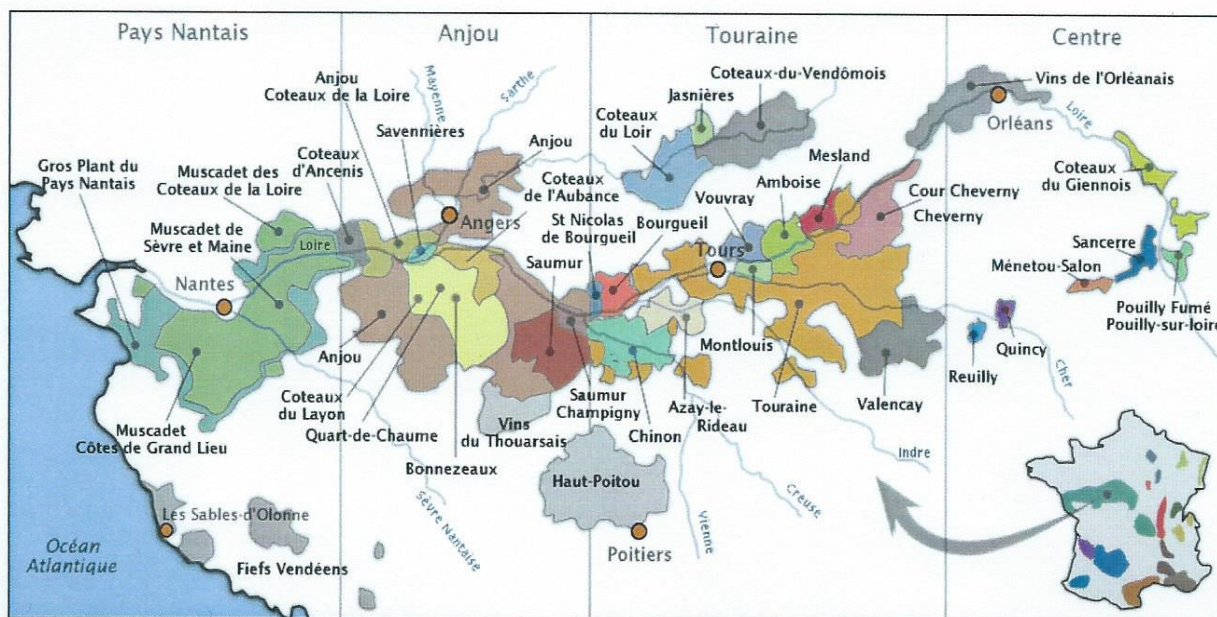 Pays Nantais
Anjou
Touraine
Centre
Anjou
Coteaux de la Loire
Mayenne
Sarthe
Savennières
Coteaux-du-Vendômois
Jasnières
Coteaux
du Loir
Vins de l'Orléanais
Orléans
Loire
Gros Plant du
Pays Nantais
Muscadet des
Coteaux de la Loire
Coteaux
d'Ancenis
Anjou
Coteaux
de l'Aubance
Mesland
Amboise
Vouvray
Cour Cheverny
Cheverny
Coteaux
du Giennois
Muscadet de
Sèvre et Maine
Loire
Angers
St Nicolas
de Bourgueil
Bourgueil
Saumur
Tours
Sancerre
Ménetou-Salon
Nantes
Pouilly Fumé
Pouilly-sur-loire
Anjou
Montlouis
Quincy
Reuilly
Cher
Coteaux
du Layon
Quart-de-Chaume
Bonnezeaux
Saumur
Champigny
Azay-le-
Rideau
Touraine
Valencay
Muscadet
Côtes de Grand Lieu
Vins
du Thouarsais
Chinon
Indre
Haut-Poitou
Creuse
Vienne
Sèvre Nantaise
Les Sables-d'Olonne
Poitiers
Océan
Atlantique
Fiefs Vendéens